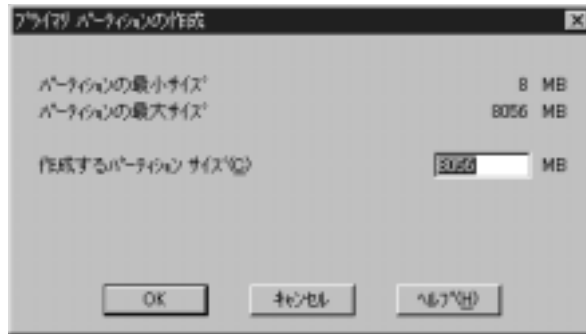 ﾌﾟﾗｲﾏﾘ ﾊﾟｰﾃｨｼｮﾝの作成
ﾊﾟｰﾃｨｼｮﾝの最小ｻｲｽﾞ 8 MB
ﾊﾟｰﾃｨｼｮﾝの最大ｻｲｽﾞ 8056 MB
作成するﾊﾟｰﾃｨｼｮﾝ ｻｲｽﾞ(C) 8056 MB
OK ｷｬﾝｾﾙ ﾍﾙﾌﾟ(H)